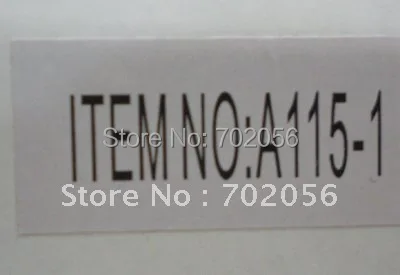 ITEM NO:A115-1
Store No: 702056
Store No : 702056